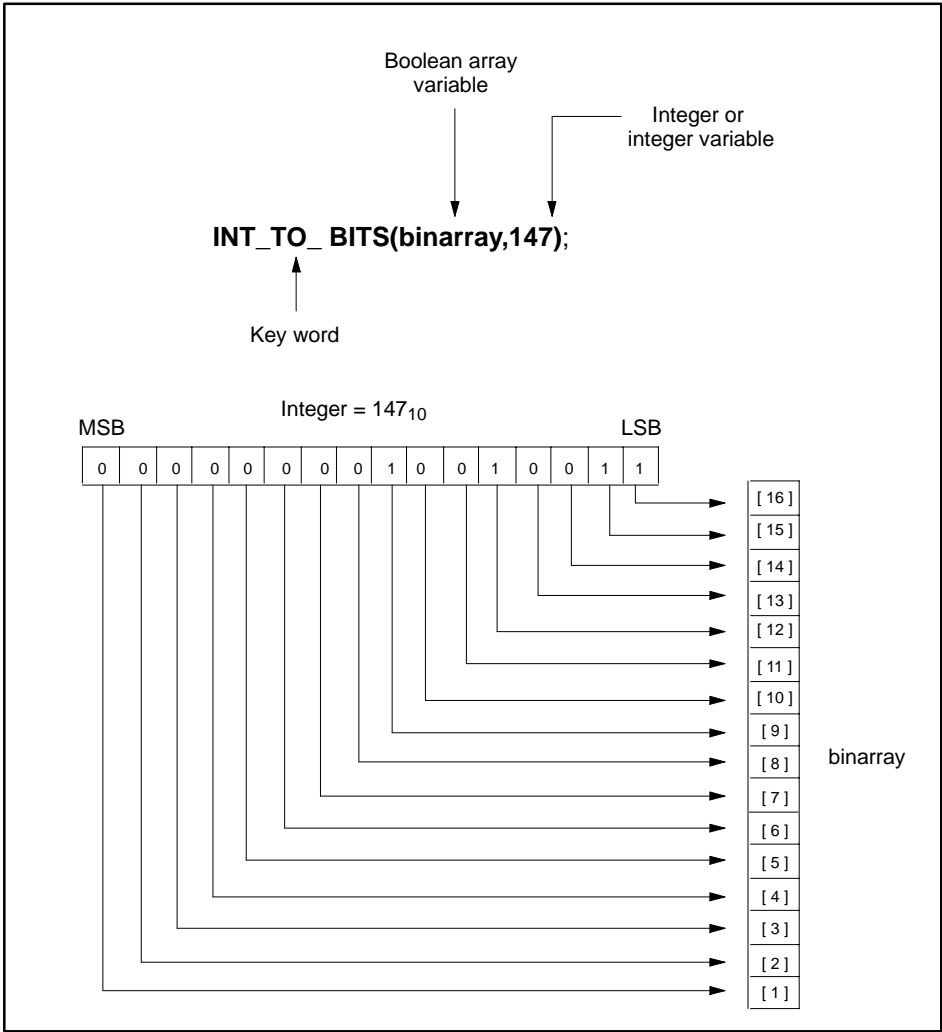 Boolean array
variable
Integer or
integer variable
INT_TO_ BITS(binarray,147);
Key word
Integer = 147₁₀
MSB
LSB
0 0 0 0 0 0 0 0 1 0 0 1 0 0 1 1
[ 16 ]
[ 15 ]
[ 14 ]
[ 13 ]
[ 12 ]
[ 11 ]
[ 10 ]
[ 9 ]
[ 8 ]
binarray
[ 7 ]
[ 6 ]
[ 5 ]
[ 4 ]
[ 3 ]
[ 2 ]
[ 1 ]